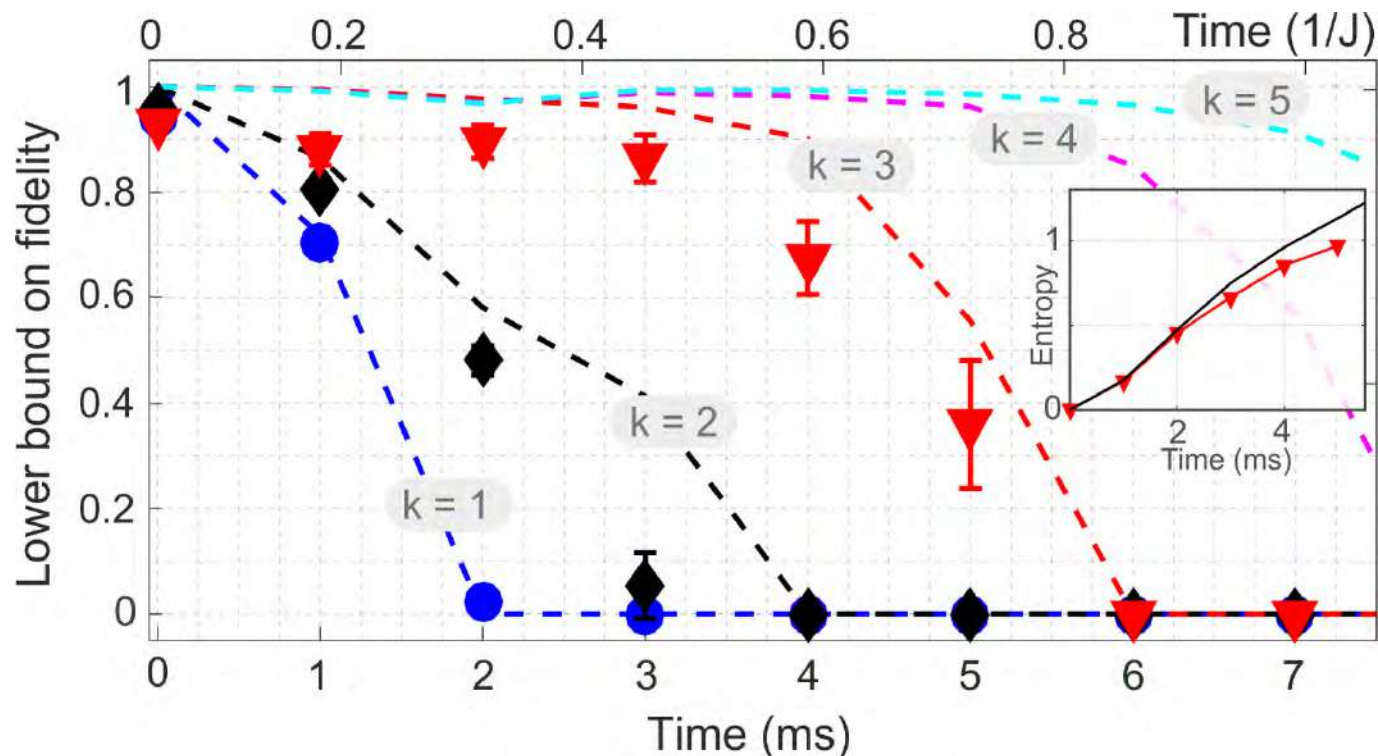 0 0.2 0.4 0.6 0.8 Time (1/J)
Lower bound on fidelity
1
0.8
0.6
0.4
0.2
0
k = 5
k = 4
k = 3
k = 2
k = 1
Entropy
1
0
2 4
Time (ms)
0 1 2 3 4 5 6 7
Time (ms)